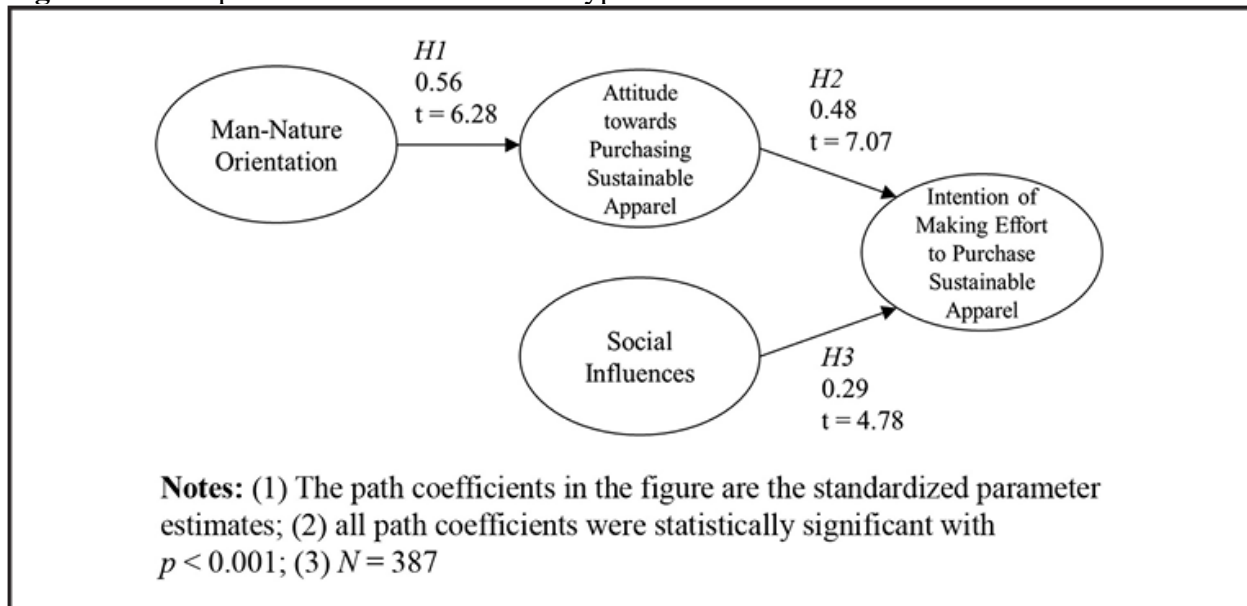 H1
0.56
t = 6.28
Man-Nature
Orientation
Attitude
towards
Purchasing
Sustainable
Apparel
H2
0.48
t = 7.07
Intention of
Making Effort
to Purchase
Sustainable
Apparel
Social
Influences
H3
0.29
t = 4.78
Notes: (1) The path coefficients in the figure are the standardized parameter
estimates; (2) all path coefficients were statistically significant with
p < 0.001; (3) N = 387